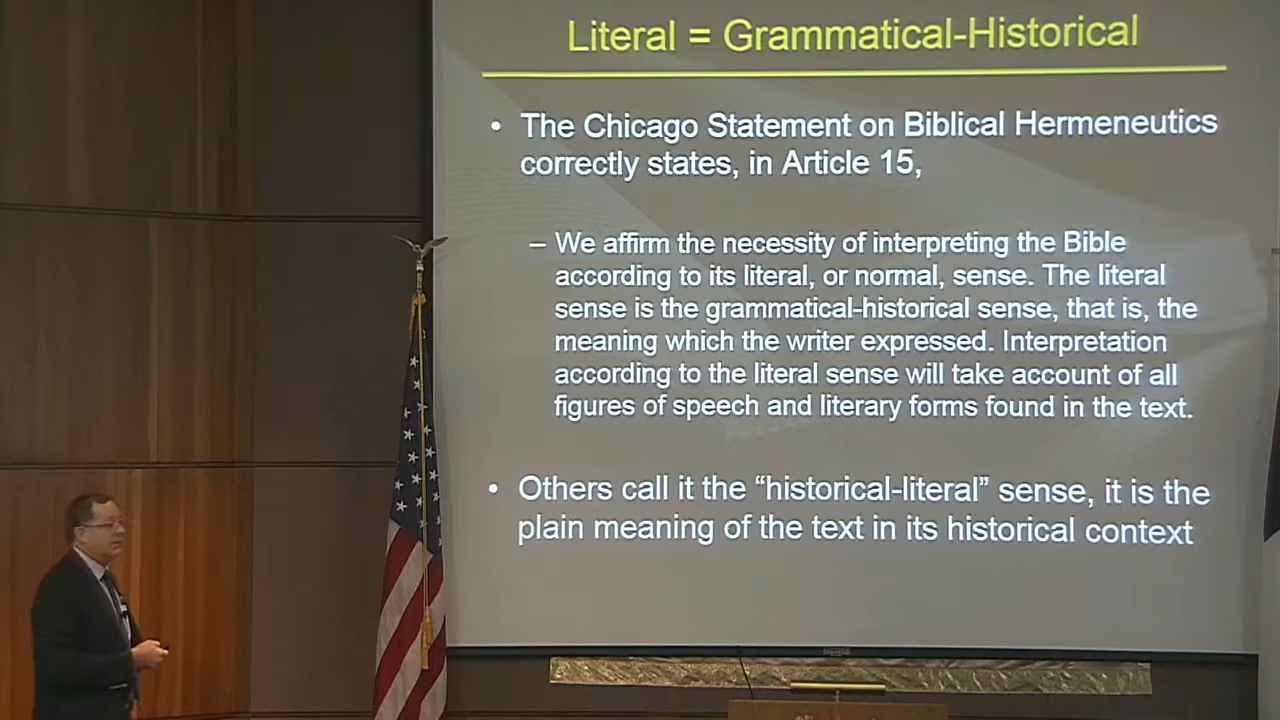 Literal = Grammatical-Historical
• The Chicago Statement on Biblical Hermeneutics
correctly states, in Article 15,
– We affirm the necessity of interpreting the Bible
according to its literal, or normal, sense. The literal
sense is the grammatical-historical sense, that is, the
meaning which the writer expressed. Interpretation
according to the literal sense will take account of all
figures of speech and literary forms found in the text.
• Others call it the “historical-literal” sense, it is the
plain meaning of the text in its historical context